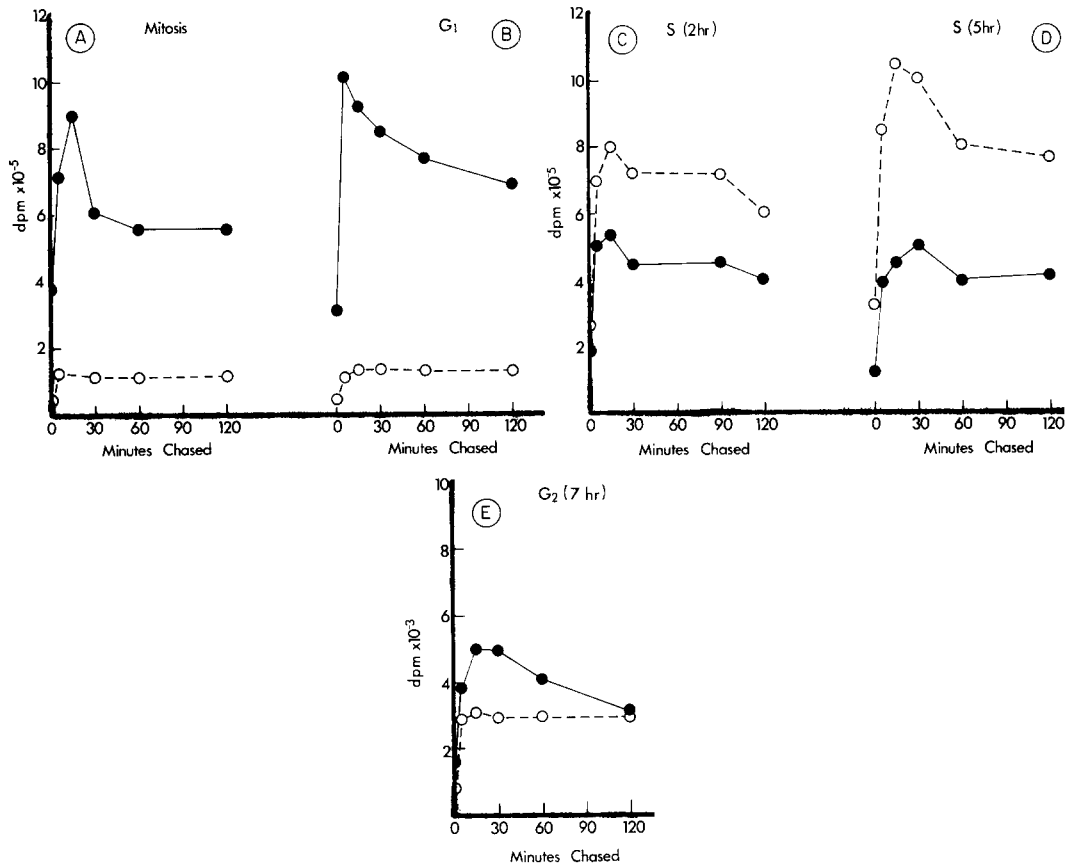 A Mitosis
12
10
8
6
4
2
dpm x10⁻⁵
0 30 60 90 120
Minutes Chased
G₁ B
0 30 60 90 120
Minutes Chased
C S (2hr)
12
10
8
6
4
2
dpm x10⁻⁵
0 30 60 90 120
Minutes Chased
S (5hr) D
0 30 60 90 120
Minutes Chased
E G₂ (7 hr)
10
8
6
4
2
dpm x10⁻³
0 30 60 90 120
Minutes Chased